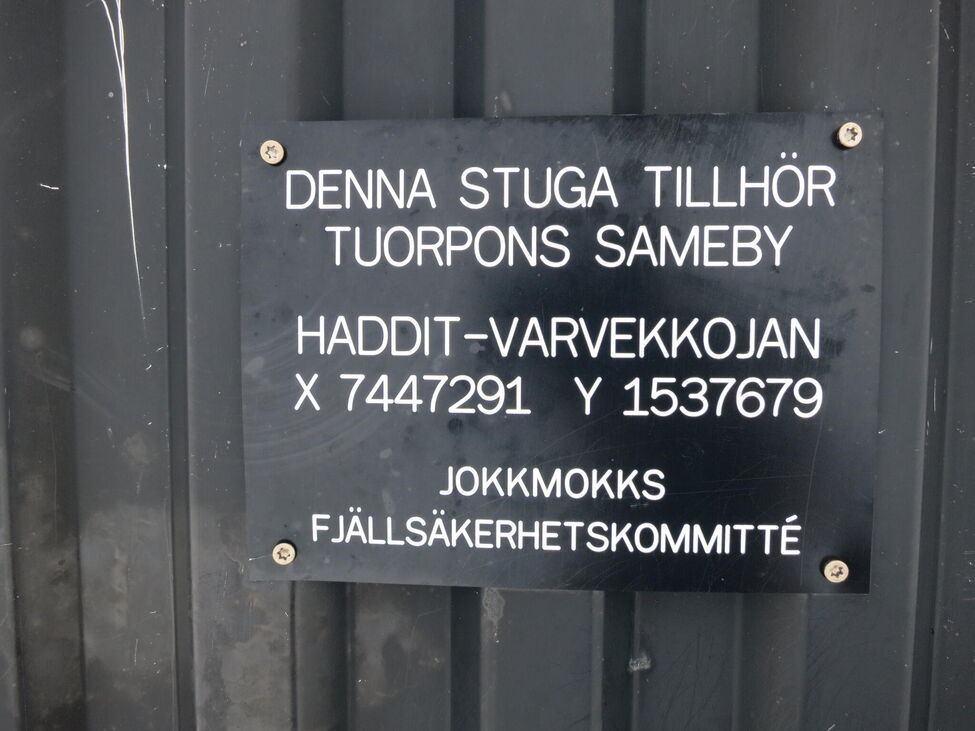 DENNA STUGA TILLHÖR
TUORPONS SAMEBY
HADDIT-VARVEKKOJAN
X 7447291 Y 1537679
JOKKMOKKS
FJÄLLSÄKERHETSKOMMITTÉ